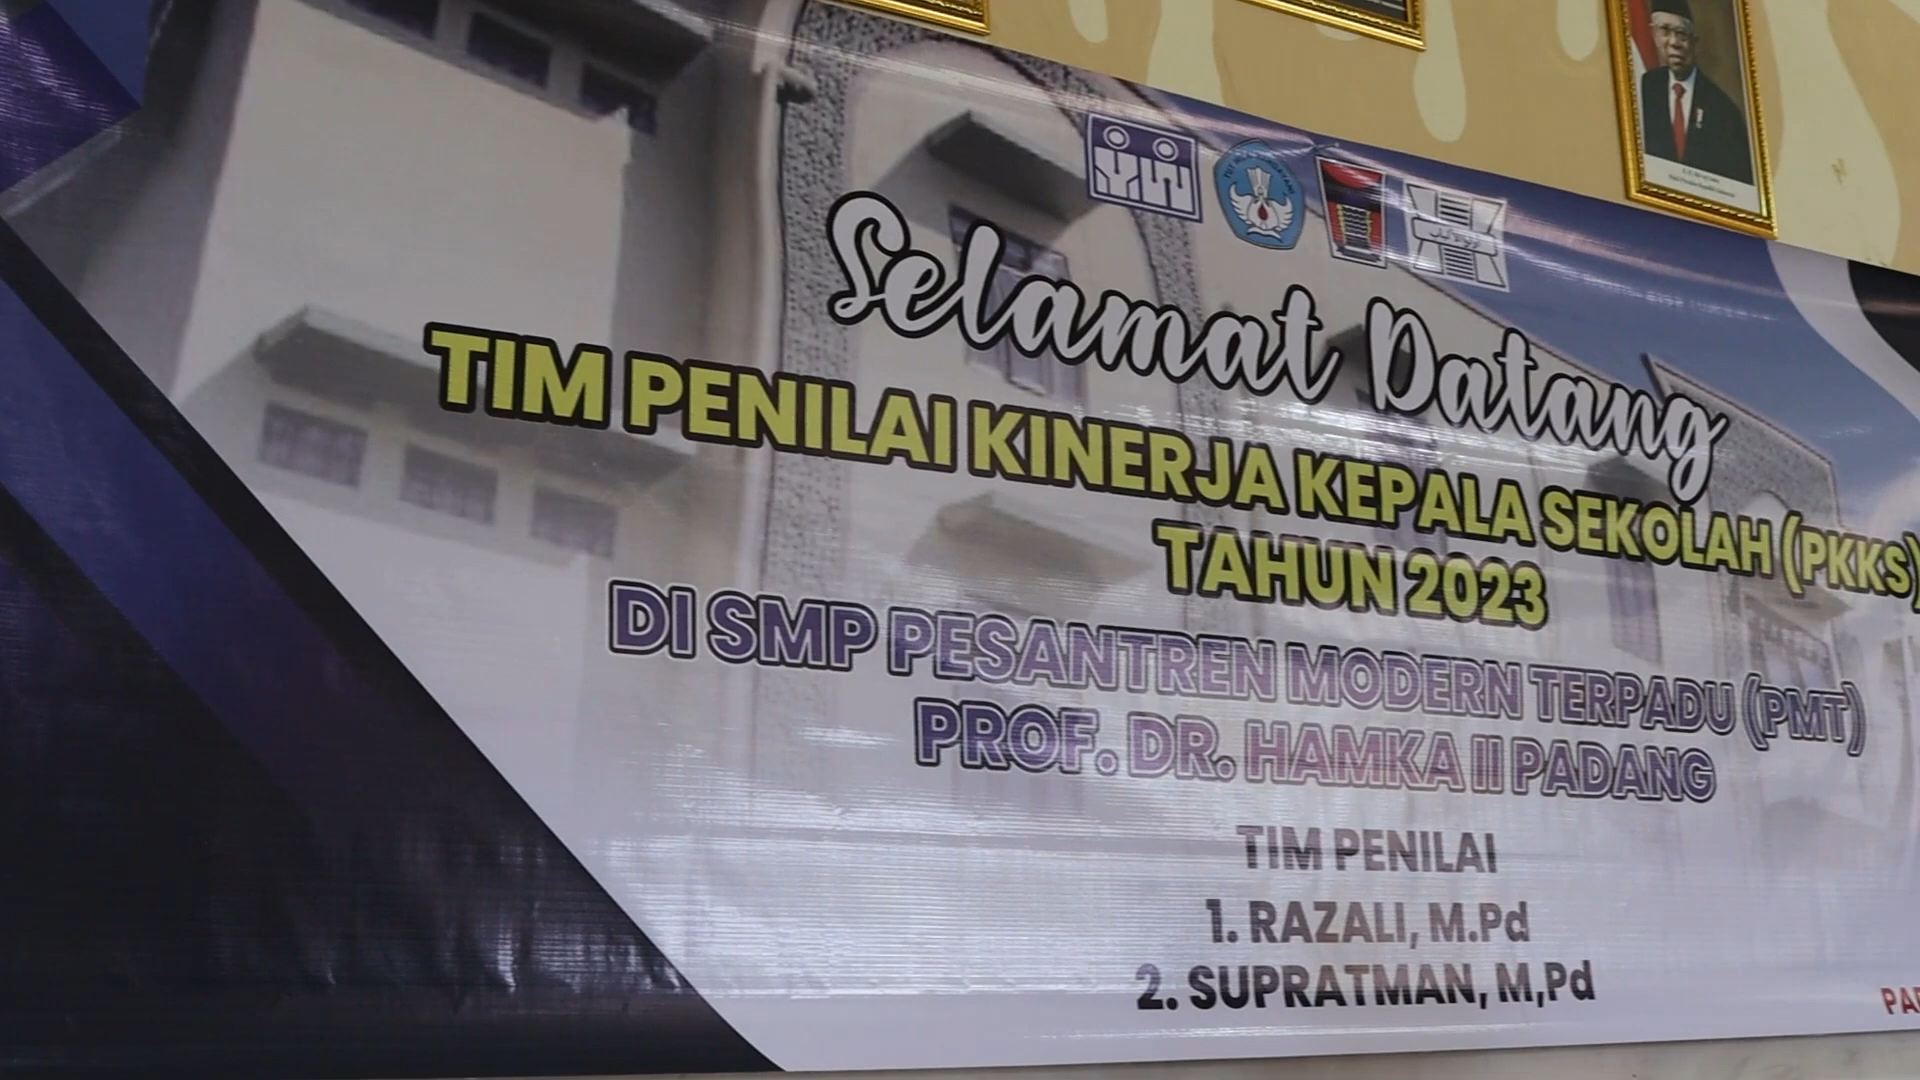 Selamat Datang
TIM PENILAI KINERJA KEPALA SEKOLAH (PKKS)
TAHUN 2023
DI SMP PESANTREN MODERN TERPADU (PMT)
PROF. DR. HAMKA II PADANG
TIM PENILAI
1. RAZALI, M.Pd
2. SUPRATMAN, M,Pd